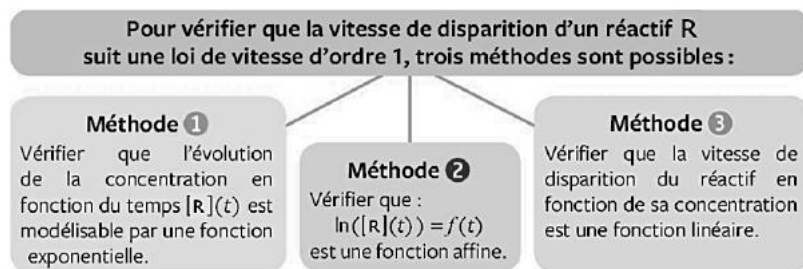 Pour vérifier que la vitesse de disparition d'un réactif R
suit une loi de vitesse d'ordre 1, trois méthodes sont possibles :
Méthode 1
Vérifier que l'évolution
de la concentration en
fonction du temps [R](t) est
modélisable par une fonction
exponentielle.
Méthode 2
Vérifier que :
ln([R](t)) = f(t)
est une fonction affine.
Méthode 3
Vérifier que la vitesse de
disparition du réactif en
fonction de sa concentration
est une fonction linéaire.